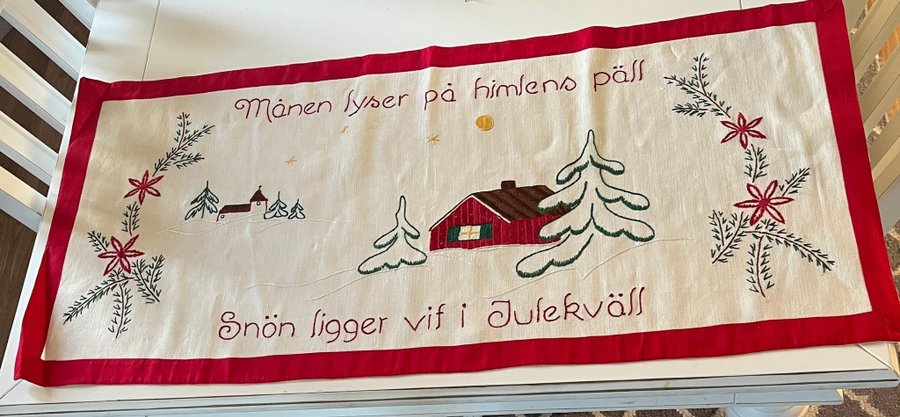 Månen lyser på himlens päll
Snön ligger vit i Julekväll